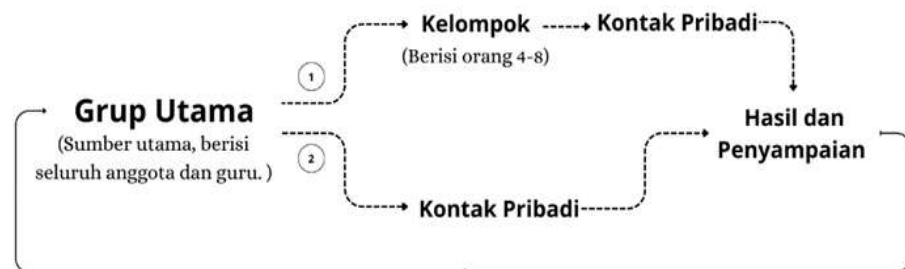 Kelompok
(Berisi orang 4-8)
Kontak Pribadi
1
Grup Utama
(Sumber utama, berisi
seluruh anggota dan guru. )
2
Kontak Pribadi
Hasil dan
Penyampaian